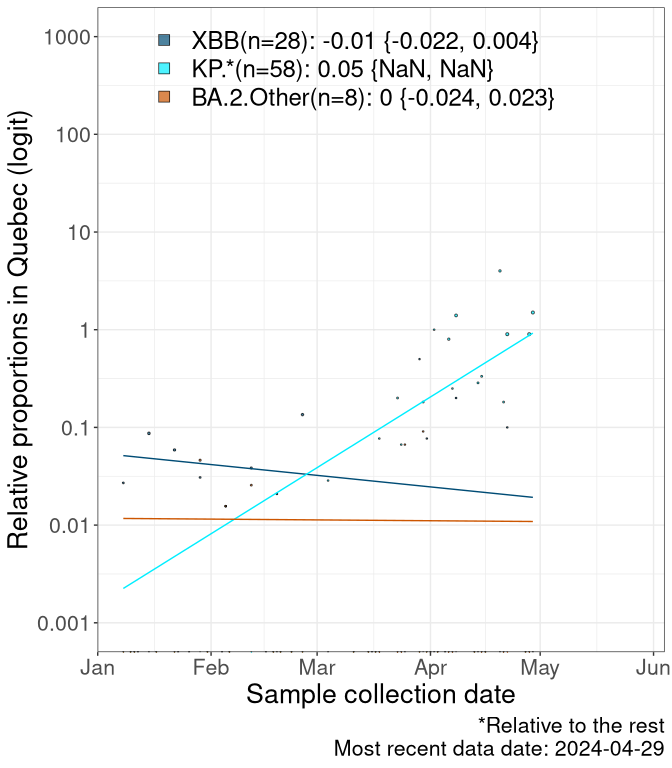 XBB(n=28): -0.01 {-0.022, 0.004}
KP.*(n=58): 0.05 {NaN, NaN}
BA.2.Other(n=8): 0 {-0.024, 0.023}
Relative proportions in Quebec (logit)
1000
100
10
1
0.1
0.01
0.001
Jan Feb Mar Apr May Jun
Sample collection date
*Relative to the rest
Most recent data date: 2024-04-29